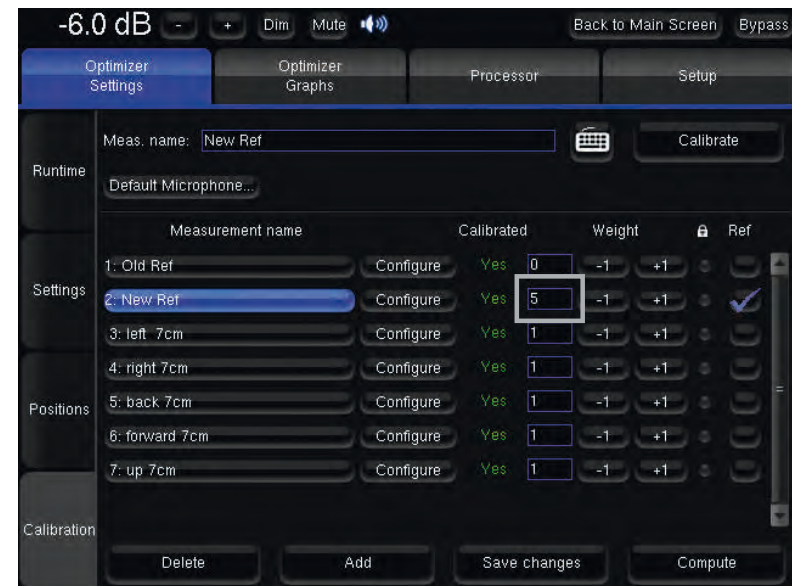 -6.0 dB - + Dim Mute Back to Main Screen Bypass
Optimizer Settings Optimizer Graphs Processor Setup
Runtime
Settings
Positions
Calibration
Meas. name: New Ref Calibrate
Default Microphone...
Measurement name Calibrated Weight Ref
1: Old Ref Configure Yes 0 -1 +1
2: New Ref Configure Yes 5 -1 +1
3: left 7cm Configure Yes 1 -1 +1
4: right 7cm Configure Yes 1 -1 +1
5: back 7cm Configure Yes 1 -1 +1
6: forward 7cm Configure Yes 1 -1 +1
7: up 7cm Configure Yes 1 -1 +1
Delete Add Save changes Compute